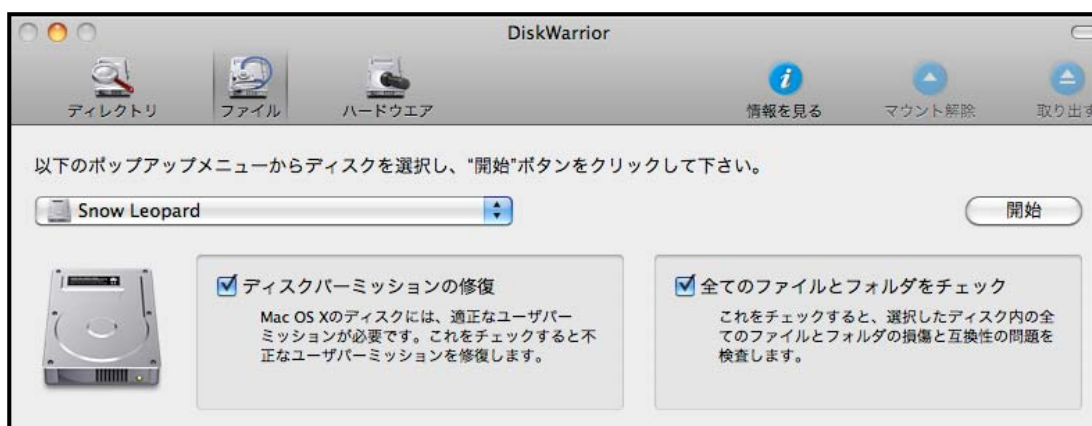 DiskWarrior
ディレクトリ
ファイル
ハードウエア
情報を見る
マウント解除
取り出す
以下のポップアップメニューからディスクを選択し、“開始”ボタンをクリックして下さい。
Snow Leopard
開始
ディスクパーミッションの修復
Mac OS Xのディスクには、適正なユーザパー
ミッションが必要です。これをチェックすると不
正なユーザパーミッションを修復します。
全てのファイルとフォルダをチェック
これをチェックすると、選択したディスク内の全
てのファイルとフォルダの損傷と互換性の問題を
検査します。